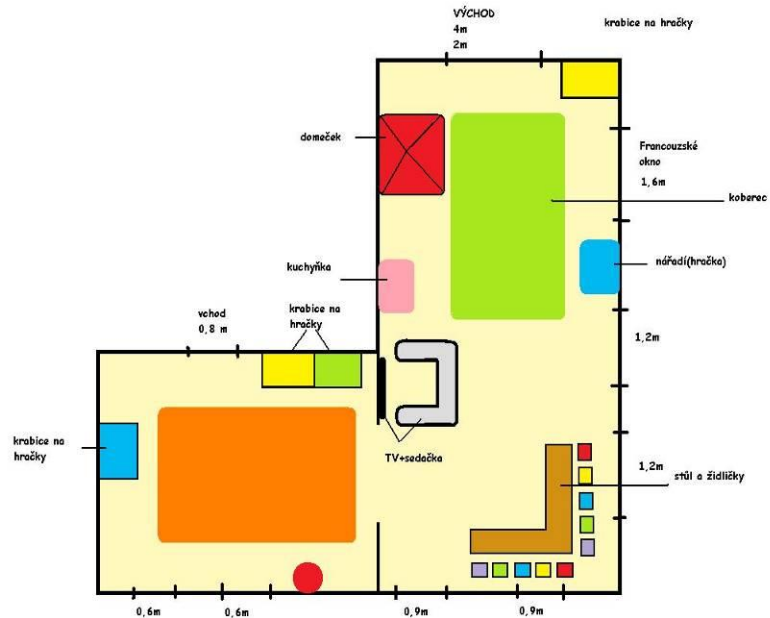 VÝCHOD
4m
2m
krabice na hračky
domeček
Francouzské
okno
1,6m
koberec
kuchyňka
nářadí(hračka)
vchod
0,8 m
krabice na
hračky
1,2m
krabice na
hračky
TV+sedačka
1,2m
stůl a židličky
0,6m
0,6m
0,9m
0,9m